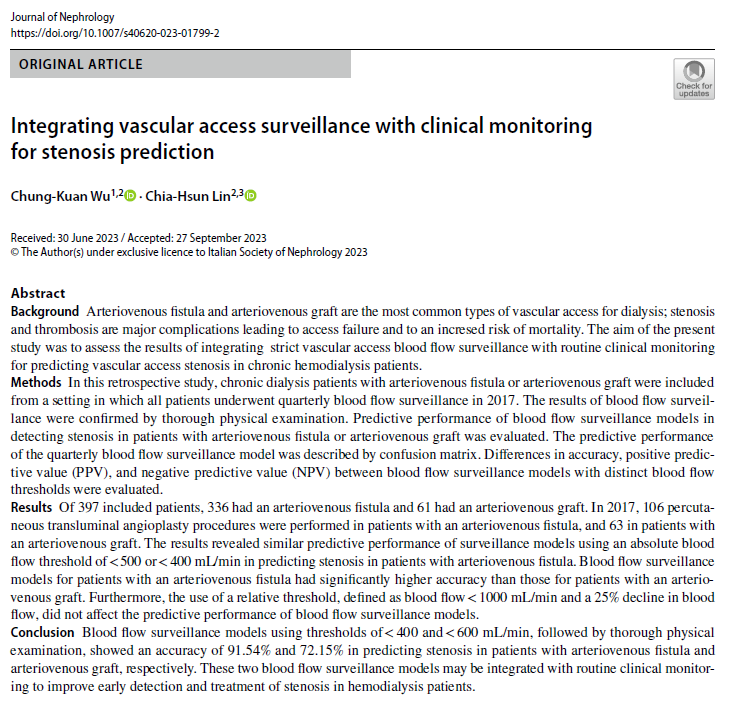 Journal of Nephrology
https://doi.org/10.1007/s40620-023-01799-2
ORIGINAL ARTICLE
Check for
updates
Integrating vascular access surveillance with clinical monitoring
for stenosis prediction
Chung-Kuan Wu1,2 · Chia-Hsun Lin2,3
Received: 30 June 2023 / Accepted: 27 September 2023
© The Author(s) under exclusive licence to Italian Society of Nephrology 2023
Abstract
Background Arteriovenous fistula and arteriovenous graft are the most common types of vascular access for dialysis; stenosis
and thrombosis are major complications leading to access failure and to an incresed risk of mortality. The aim of the present
study was to assess the results of integrating strict vascular access blood flow surveillance with routine clinical monitoring
for predicting vascular access stenosis in chronic hemodialysis patients.
Methods In this retrospective study, chronic dialysis patients with arteriovenous fistula or arteriovenous graft were included
from a setting in which all patients underwent quarterly blood flow surveillance in 2017. The results of blood flow surveil-
lance were confirmed by thorough physical examination. Predictive performance of blood flow surveillance models in
detecting stenosis in patients with arteriovenous fistula or arteriovenous graft was evaluated. The predictive performance
of the quarterly blood flow surveillance model was described by confusion matrix. Differences in accuracy, positive predic-
tive value (PPV), and negative predictive value (NPV) between blood flow surveillance models with distinct blood flow
thresholds were evaluated.
Results Of 397 included patients, 336 had an arteriovenous fistula and 61 had an arteriovenous graft. In 2017, 106 percuta-
neous transluminal angioplasty procedures were performed in patients with an arteriovenous fistula, and 63 in patients with
an arteriovenous graft. The results revealed similar predictive performance of surveillance models using an absolute blood
flow threshold of < 500 or < 400 mL/min in predicting stenosis in patients with arteriovenous fistula. Blood flow surveillance
models for patients with an arteriovenous fistula had significantly higher accuracy than those for patients with an arterio-
venous graft. Furthermore, the use of a relative threshold, defined as blood flow < 1000 mL/min and a 25% decline in blood
flow, did not affect the predictive performance of blood flow surveillance models.
Conclusion Blood flow surveillance models using thresholds of < 400 and < 600 mL/min, followed by thorough physical
examination, showed an accuracy of 91.54% and 72.15% in predicting stenosis in patients with arteriovenous fistula and
arteriovenous graft, respectively. These two blood flow surveillance models may be integrated with routine clinical monitor-
ing to improve early detection and treatment of stenosis in hemodialysis patients.